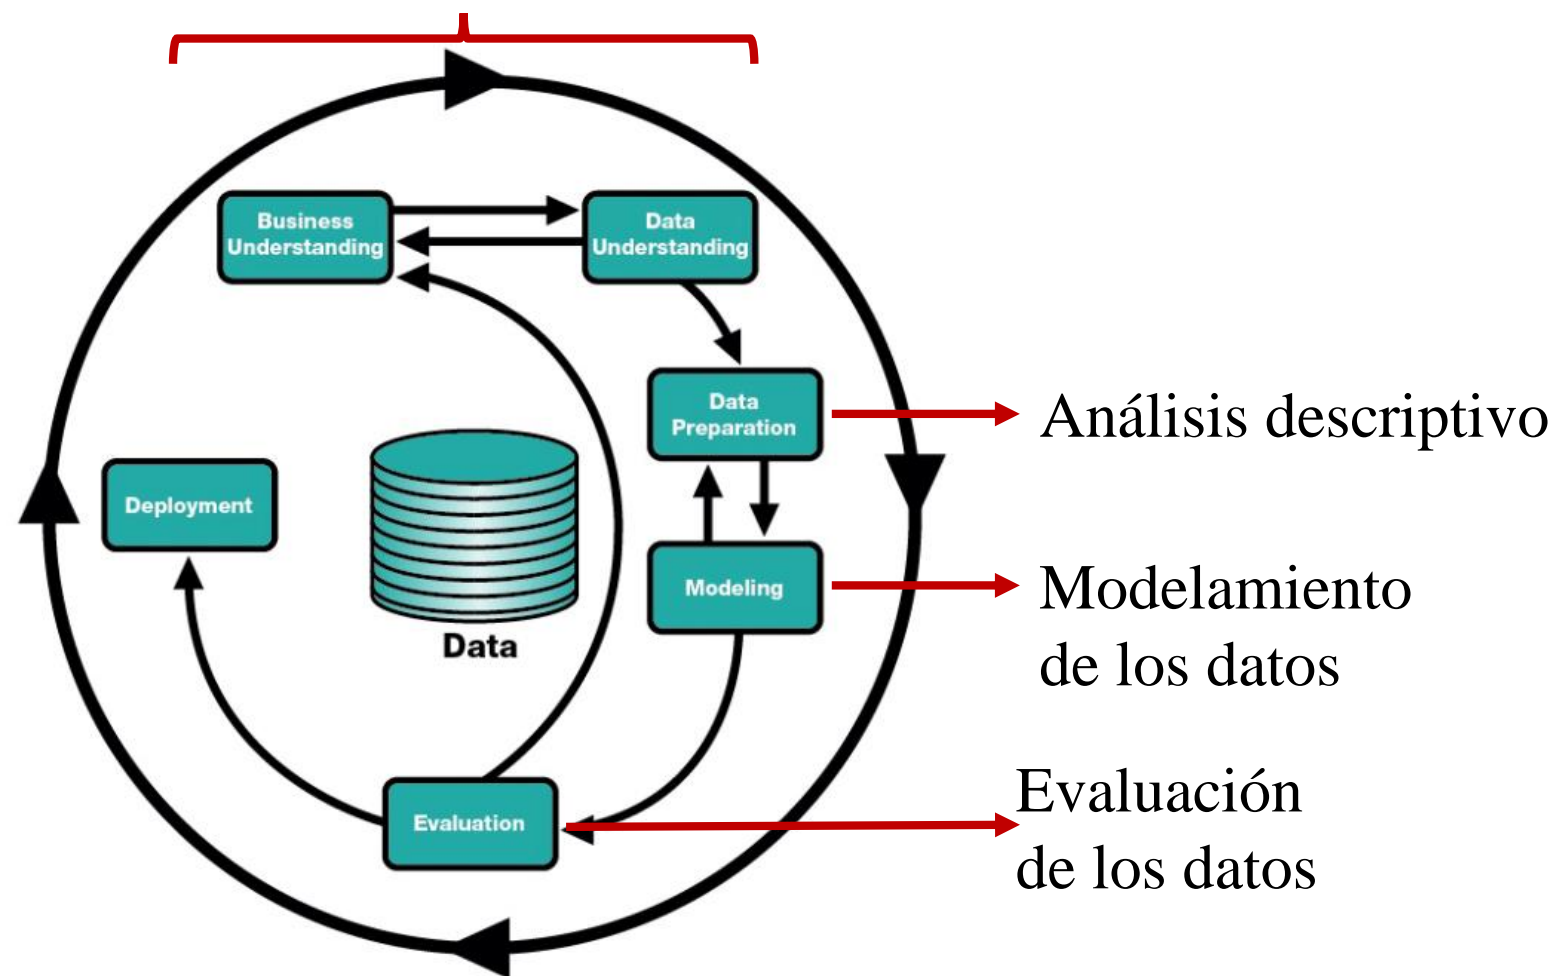 Business
Understanding
Data
Understanding
Data
Preparation
Análisis descriptivo
Deployment
Modeling
Modelamiento
de los datos
Data
Evaluation
Evaluación
de los datos